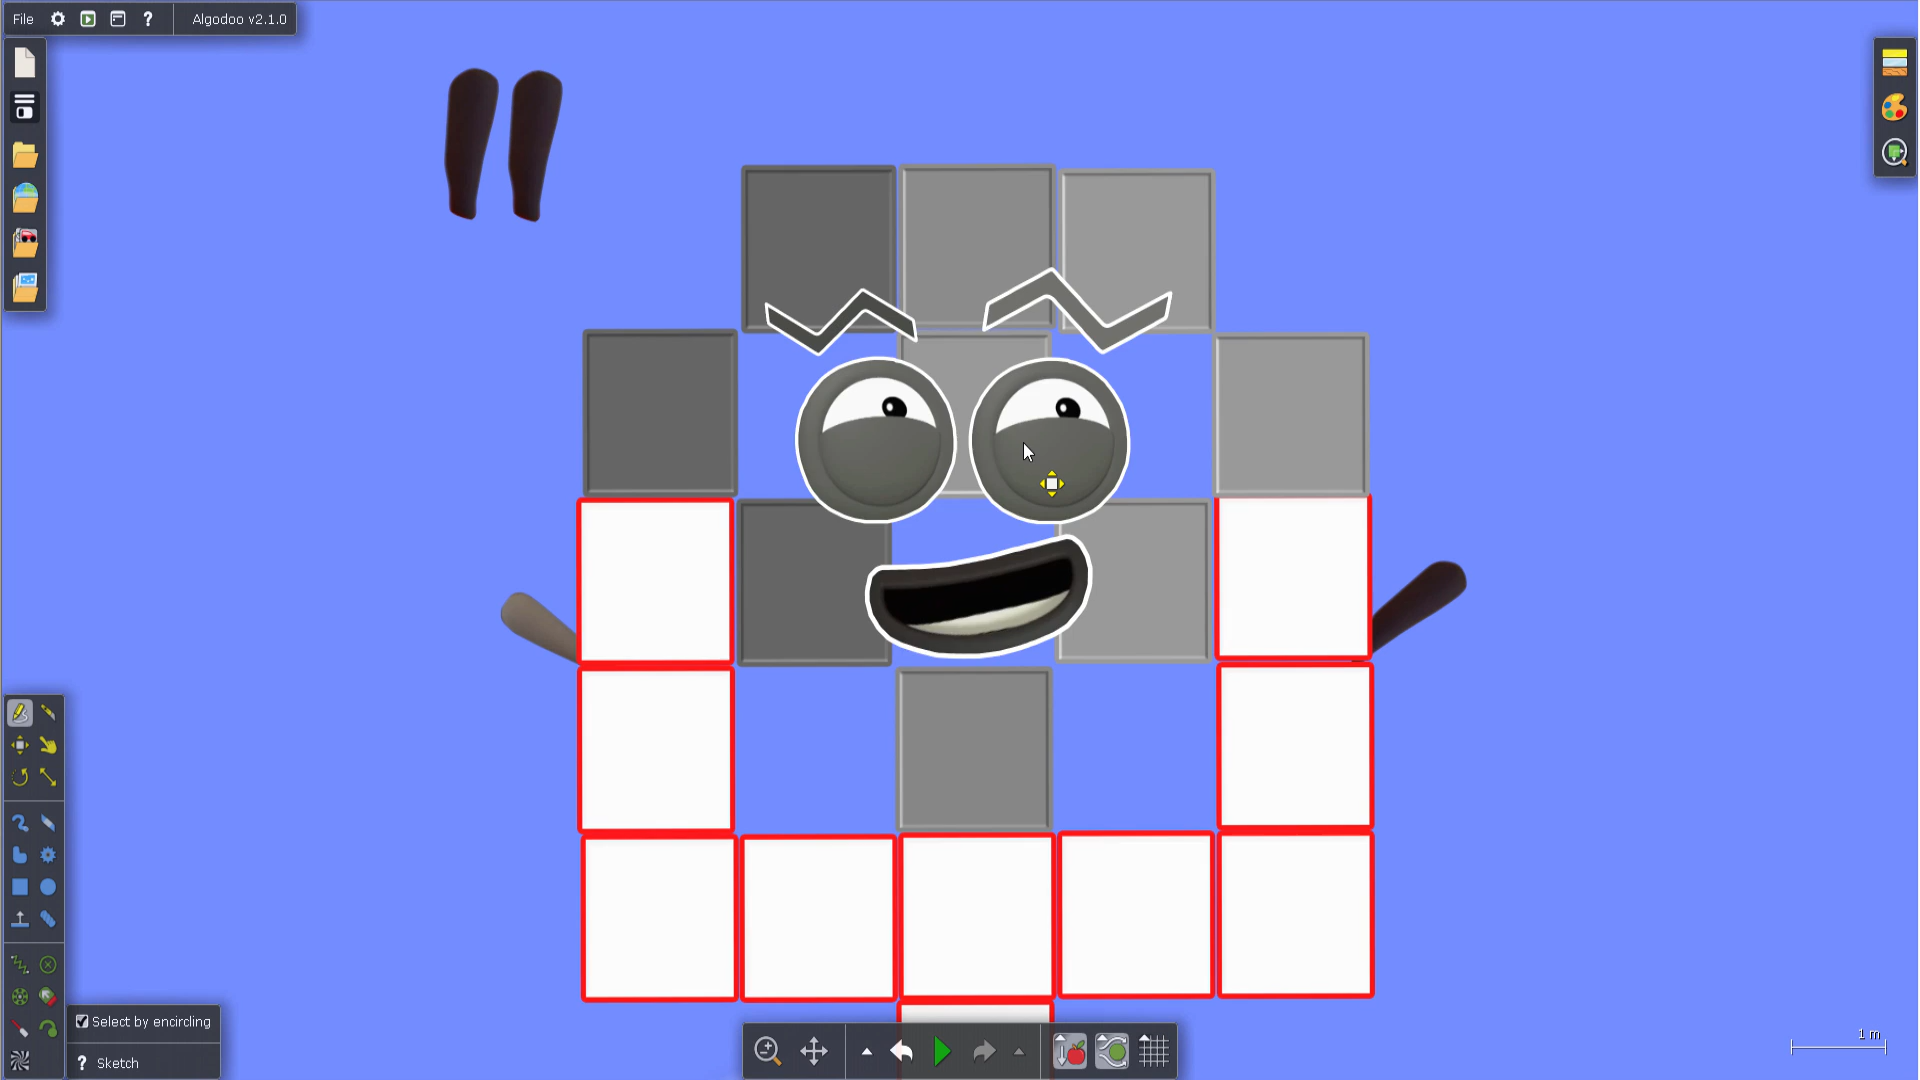 File
?
Algodoo v2.1.0
Select by encircling
? Sketch
1 m